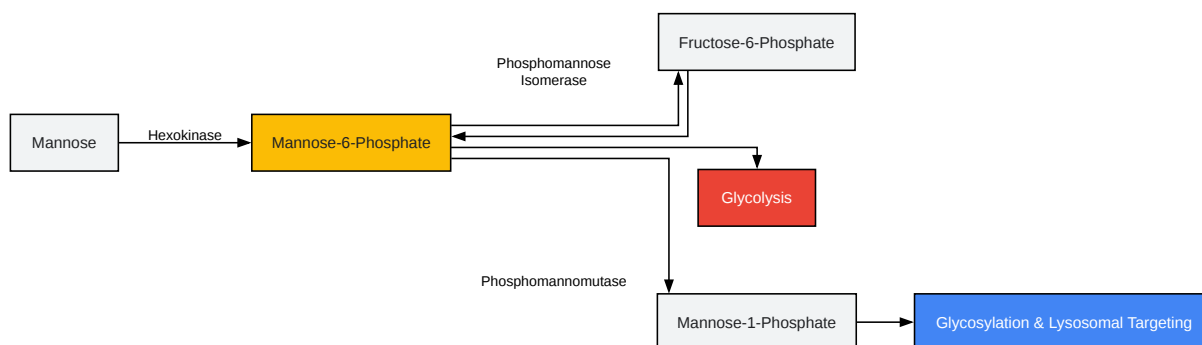 Fructose-6-Phosphate
Phosphomannose
Isomerase
Mannose
Hexokinase
Mannose-6-Phosphate
Glycolysis
Phosphomannomutase
Mannose-1-Phosphate
Glycosylation & Lysosomal Targeting